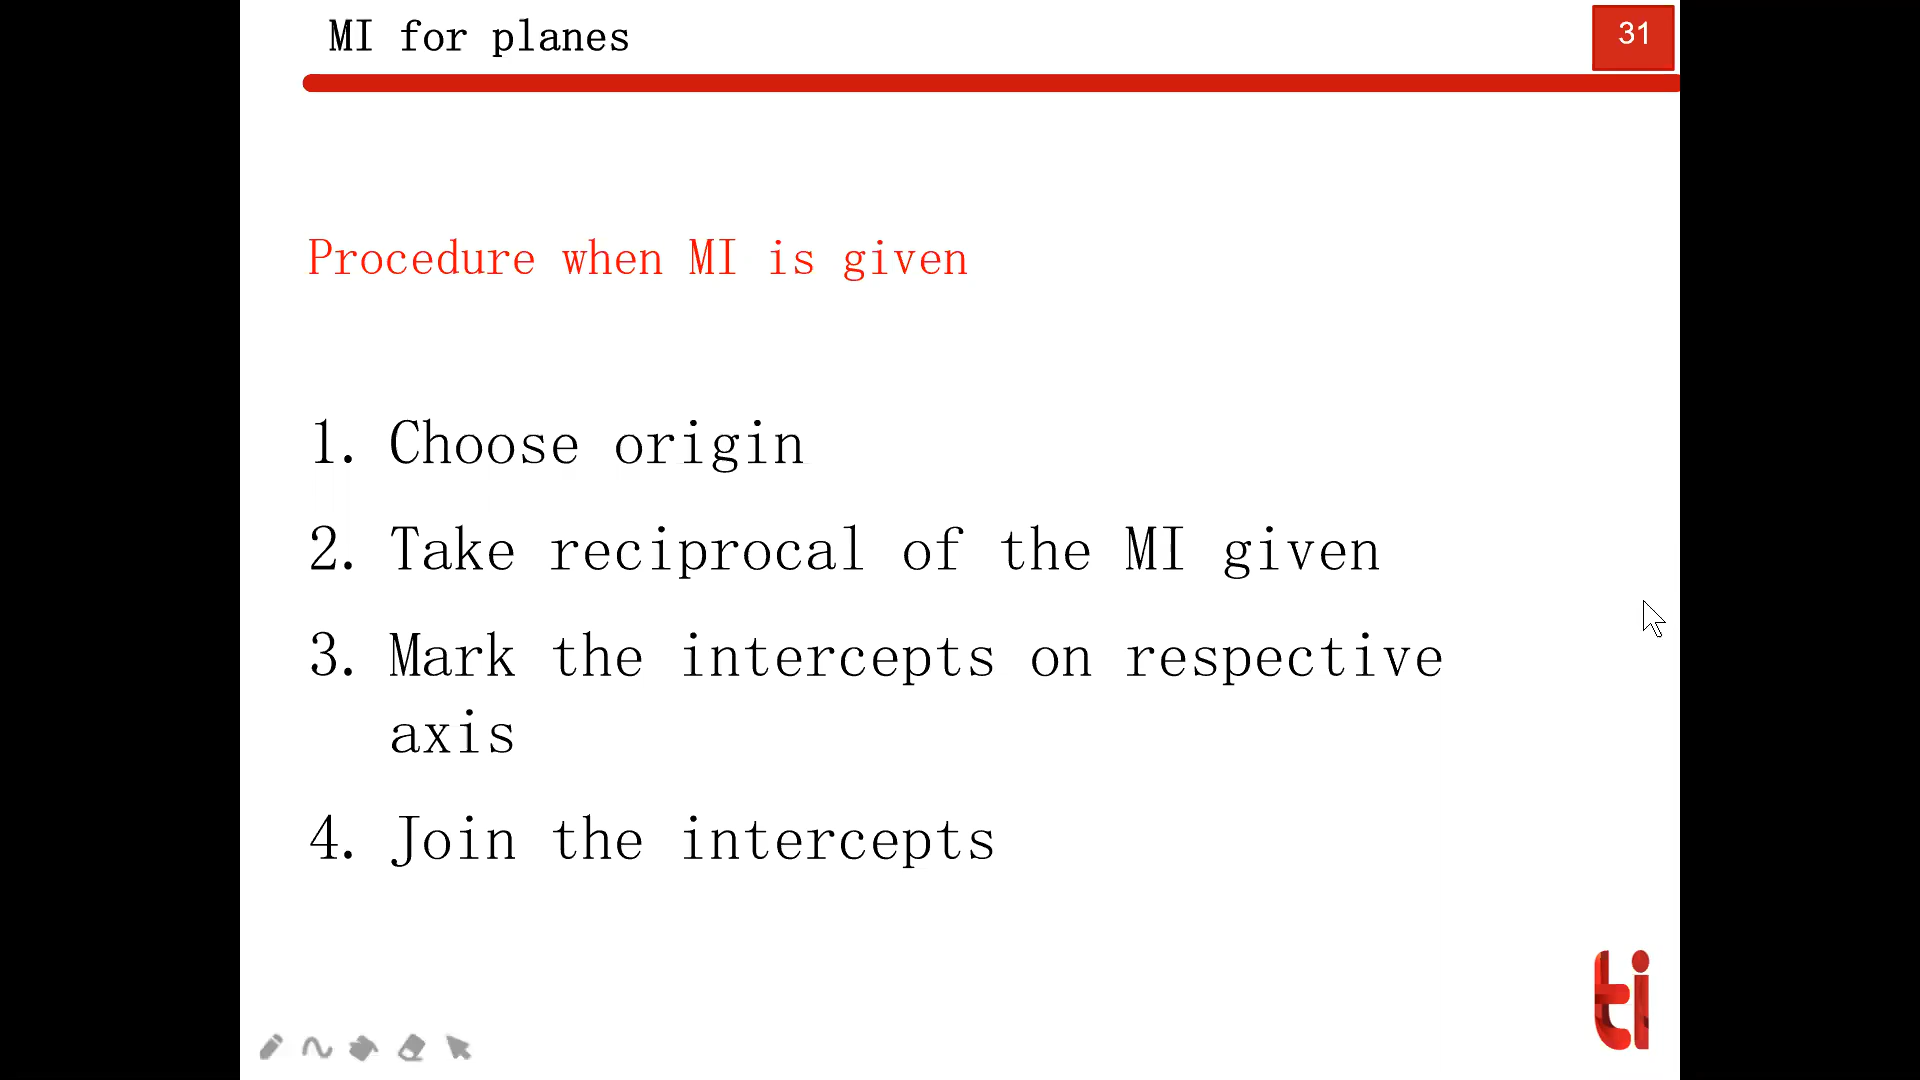 MI for planes
31
Procedure when MI is given
1. Choose origin
2. Take reciprocal of the MI given
3. Mark the intercepts on respective
axis
4. Join the intercepts
ti